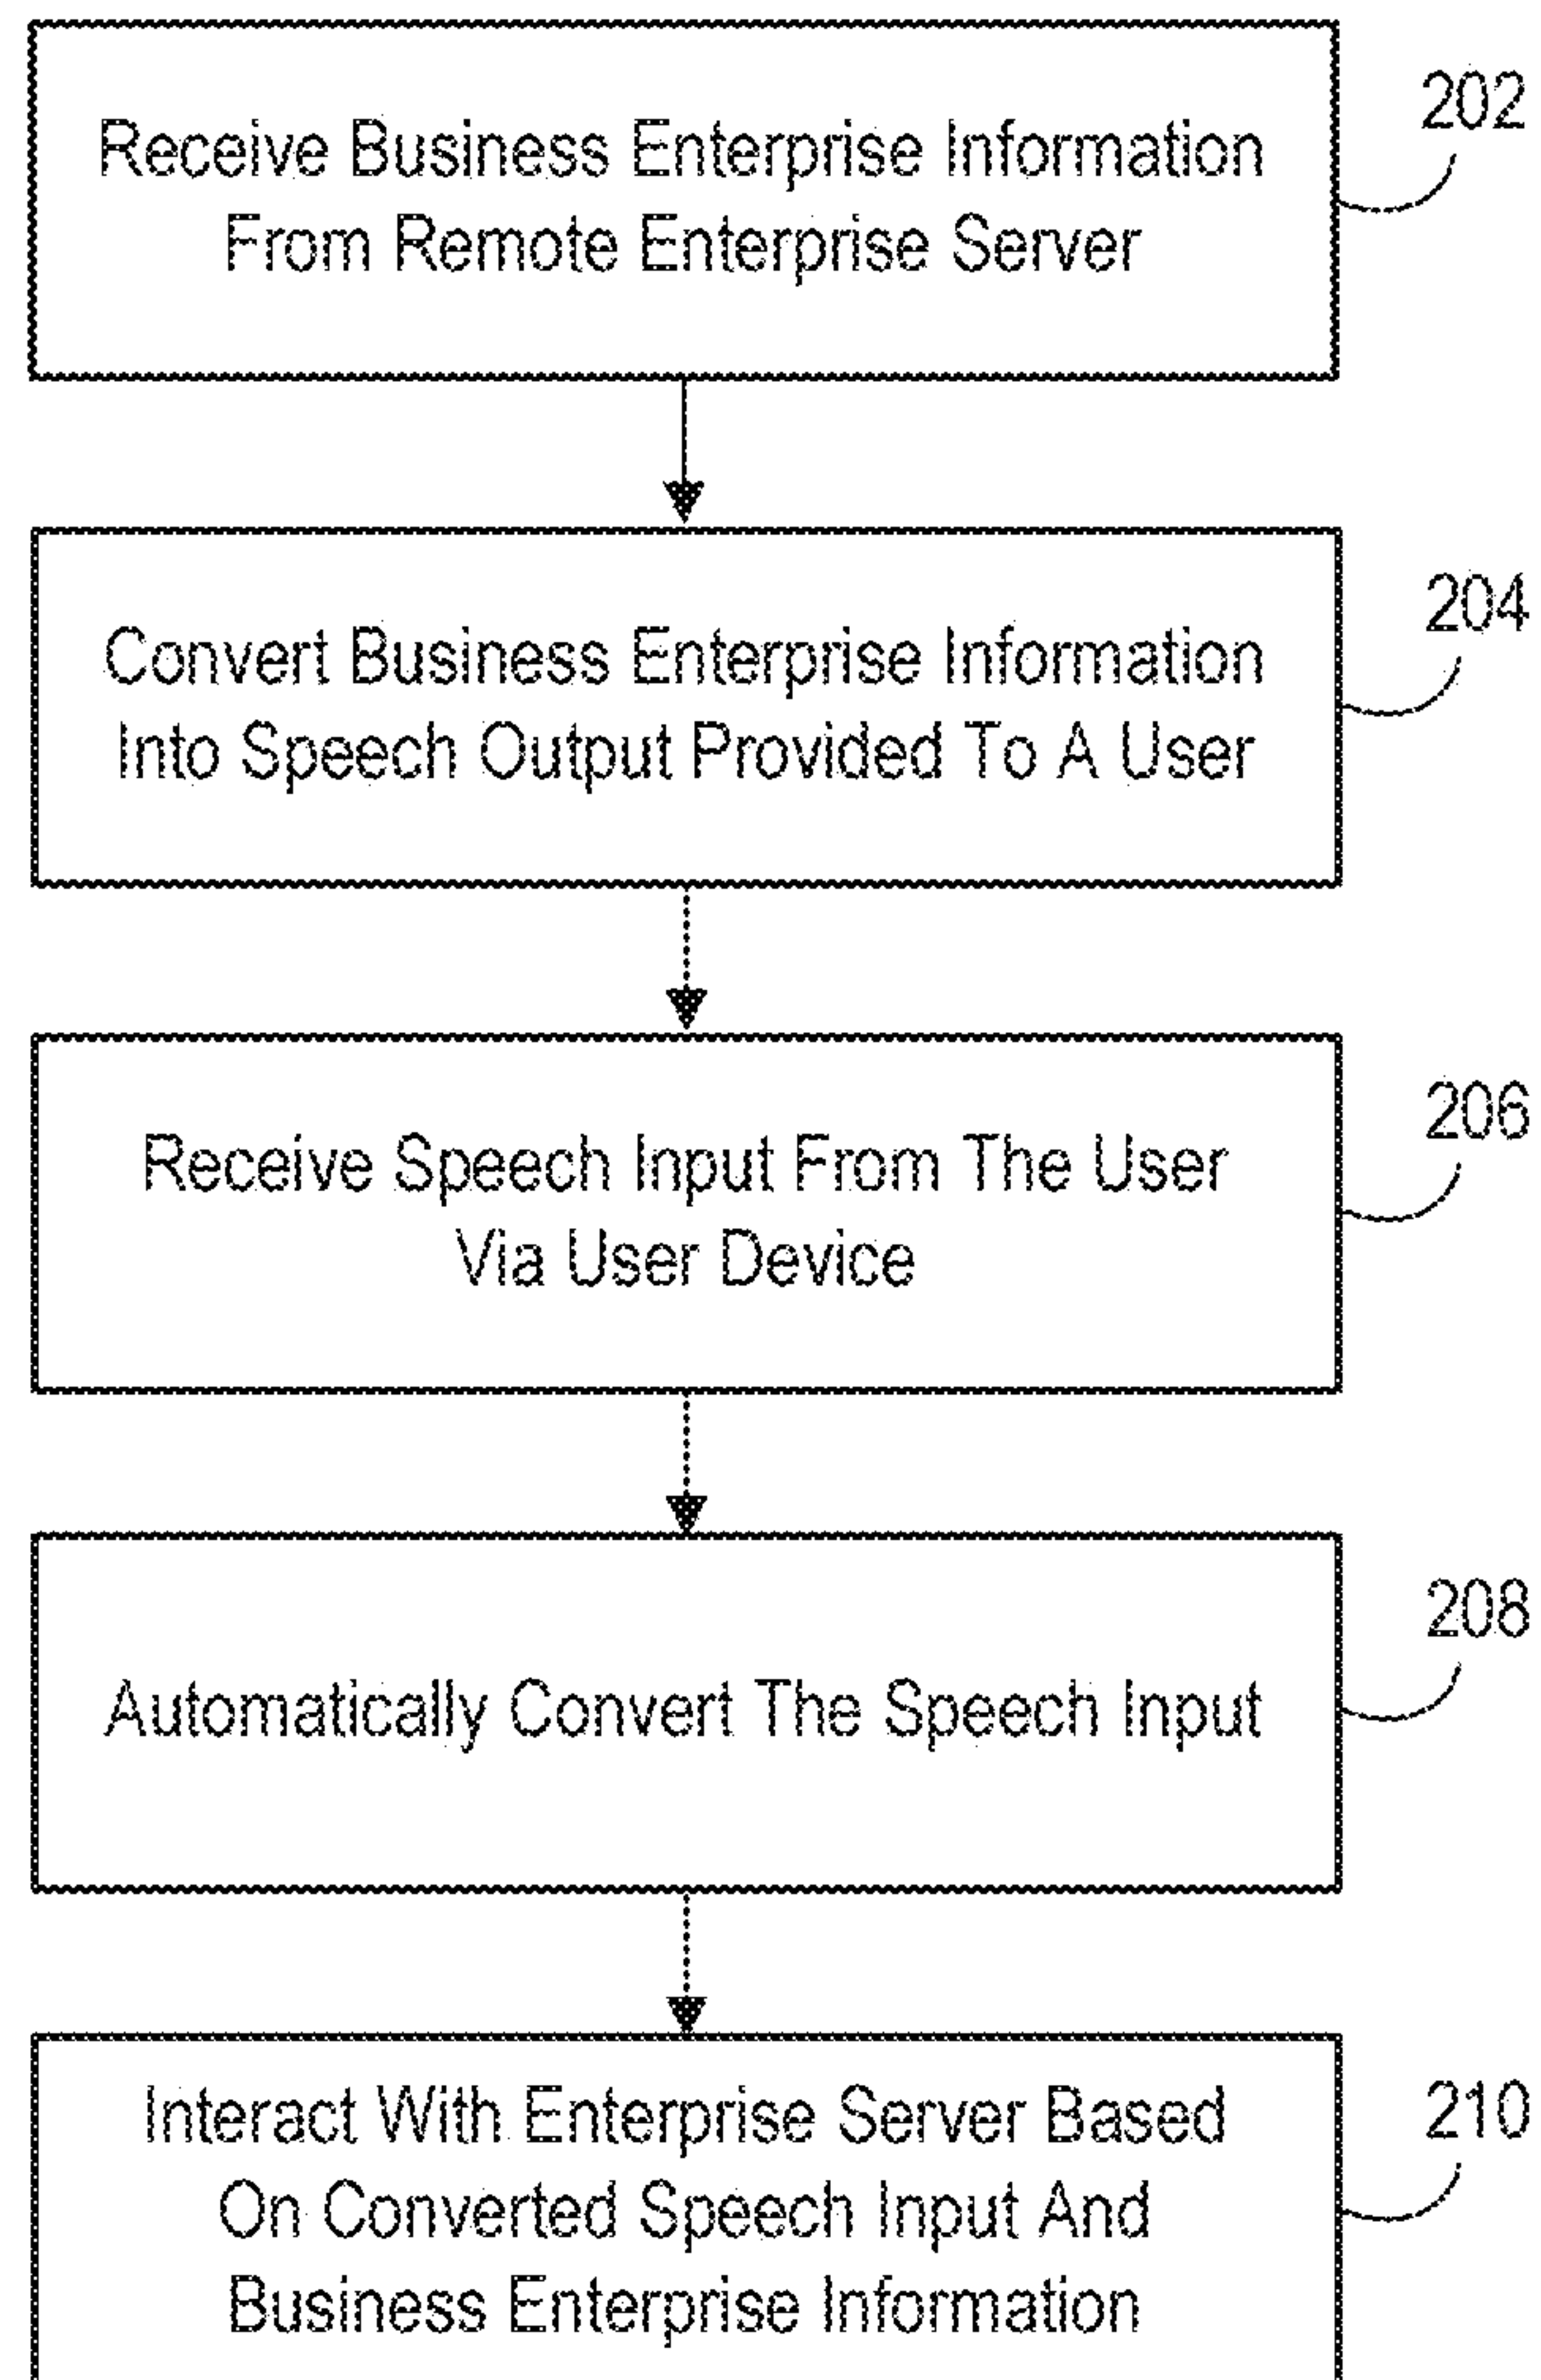 202
Receive Business Enterprise Information
From Remote Enterprise Server
204
Convert Business Enterprise Information
Into Speech Output Provided To A User
206
Receive Speech Input From The User
Via User Device
208
Automatically Convert The Speech Input
210
Interact With Enterprise Server Based
On Converted Speech Input And
Business Enterprise Information